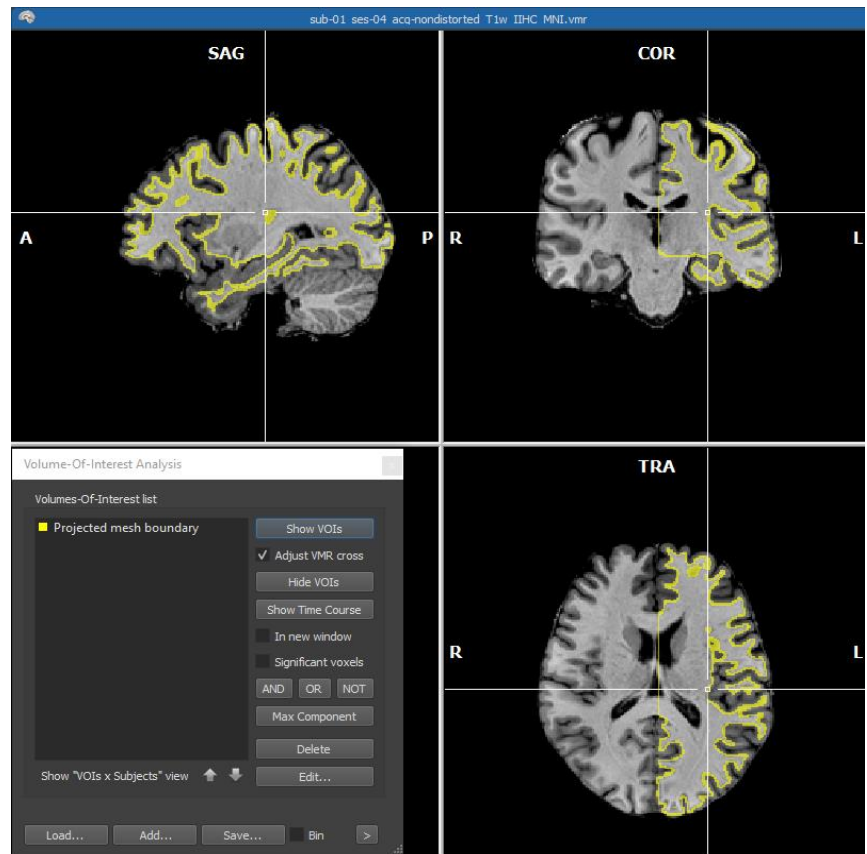 sub-01 ses-04 acq-nondistorted T1w IIHC MNI.vmr
SAG
A
P
COR
R
L
Volume-Of-Interest Analysis
Volumes-Of-Interest list
Projected mesh boundary
Show VOIs
Adjust VMR cross
Hide VOIs
Show Time Course
In new window
Significant voxels
AND OR NOT
Max Component
Delete
Show "VOIs x Subjects" view
Edit...
Load... Add... Save... Bin >
TRA
R
L